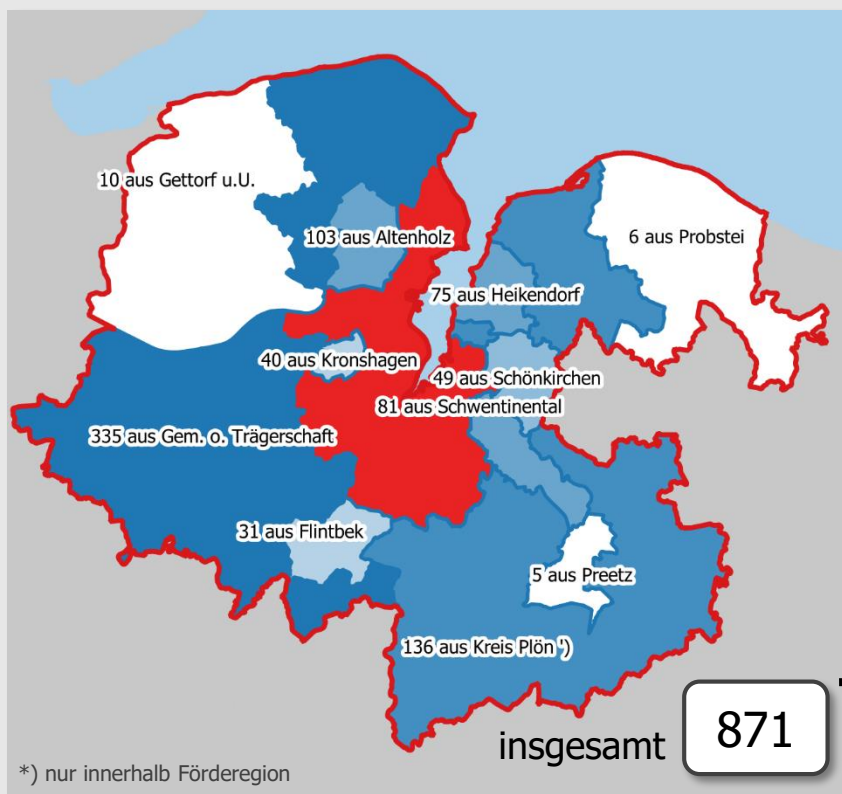 10 aus Gettorf u.U.
6 aus Probstei
103 aus Altenholz
75 aus Heikendorf
40 aus Kronshagen
49 aus Schönkirchen
81 aus Schwentinental
335 aus Gem. o. Trägerschaft
31 aus Flintbek
5 aus Preetz
136 aus Kreis Plön *)
insgesamt 871
*) nur innerhalb Förderegion